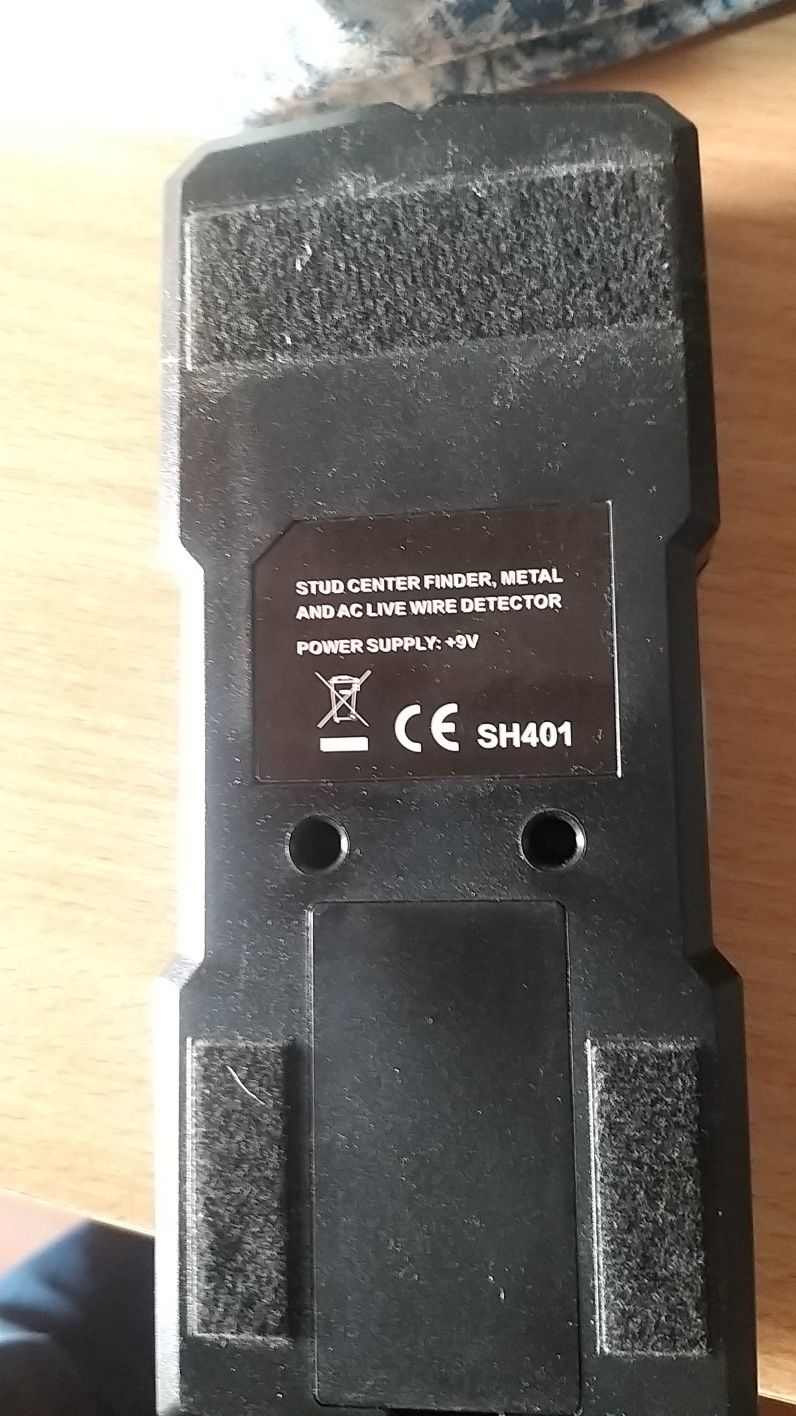 STUD CENTER FINDER, METAL
AND AC LIVE WIRE DETECTOR
POWER SUPPLY: +9V
CE SH401